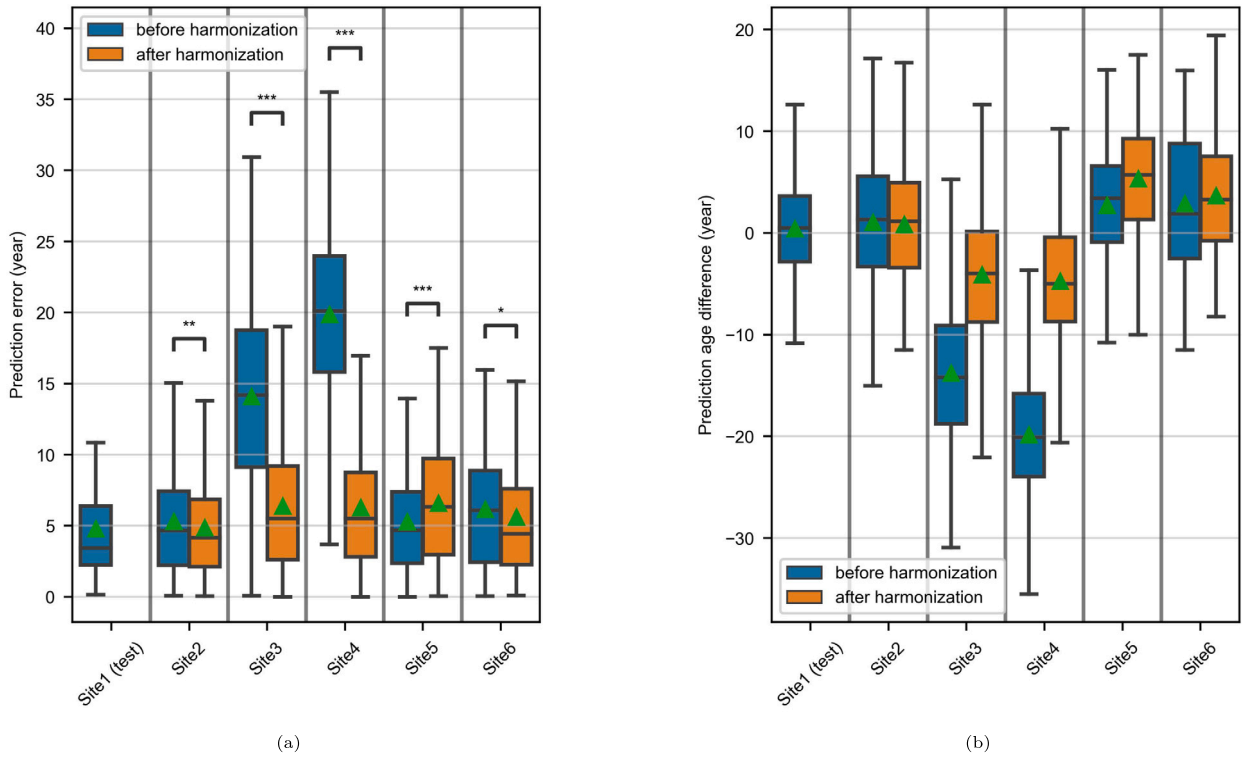 40
35
30
25
20
15
10
5
0
Prediction error (year)
before harmonization
after harmonization
**
***
***
***
*
Site1 (test)
Site2
Site3
Site4
Site5
Site6
(a)
20
10
0
−10
−20
−30
Prediction age difference (year)
before harmonization
after harmonization
Site1 (test)
Site2
Site3
Site4
Site5
Site6
(b)